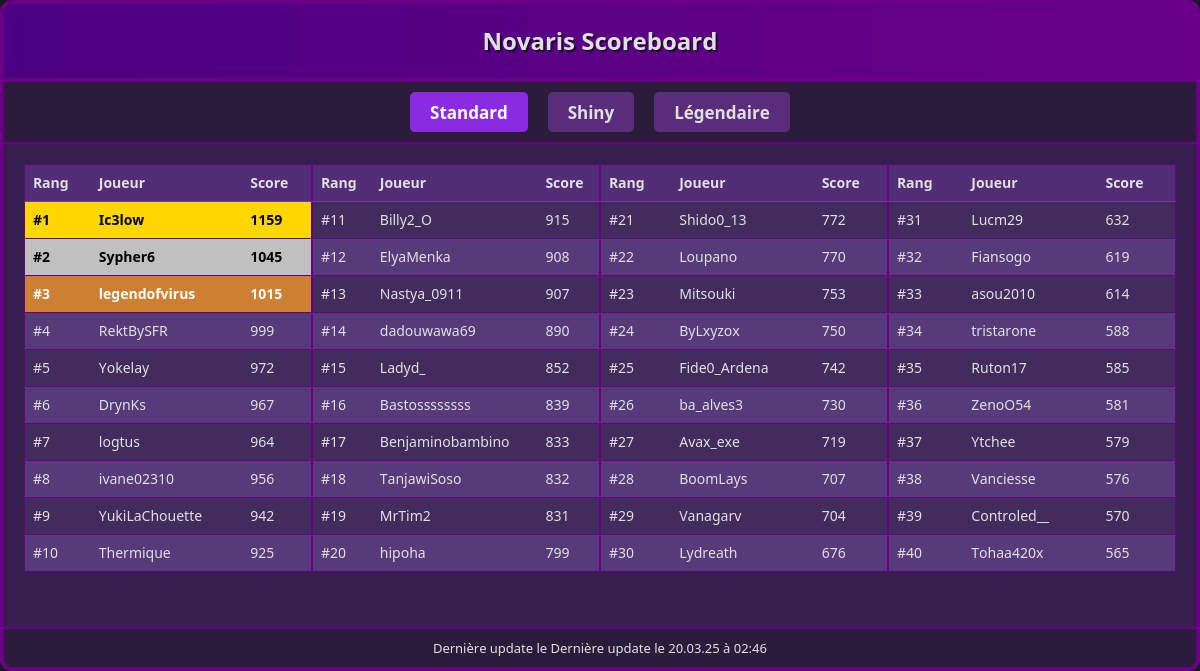 Novaris Scoreboard
Standard Shiny Légendaire
Rang Joueur Score Rang Joueur Score Rang Joueur Score Rang Joueur Score
#1 Ic3low 1159 #11 Billy2_O 915 #21 Shido0_13 772 #31 Lucm29 632
#2 Sypher6 1045 #12 ElyaMenka 908 #22 Loupano 770 #32 Fiansogo 619
#3 legendofvirus 1015 #13 Nastya_0911 907 #23 Mitsouki 753 #33 asou2010 614
#4 RektBySFR 999 #14 dadouwawa69 890 #24 ByLxyzox 750 #34 tristarone 588
#5 Yokelay 972 #15 Ladyd_ 852 #25 Fide0_Ardena 742 #35 Ruton17 585
#6 DrynKs 967 #16 Bastosssssssss 839 #26 ba_alves3 730 #36 ZenoO54 581
#7 logtus 964 #17 Benjaminobambino 833 #27 Avax_exe 719 #37 Ytchee 579
#8 ivane02310 956 #18 TanjawiSoso 832 #28 BoomLays 707 #38 Vanciesse 576
#9 YukiLaChouette 942 #19 MrTim2 831 #29 Vanagarv 704 #39 Controled__ 570
#10 Thermique 925 #20 hipoha 799 #30 Lydreath 676 #40 Tohaa420x 565
Dernière update le Dernière update le 20.03.25 à 02:46